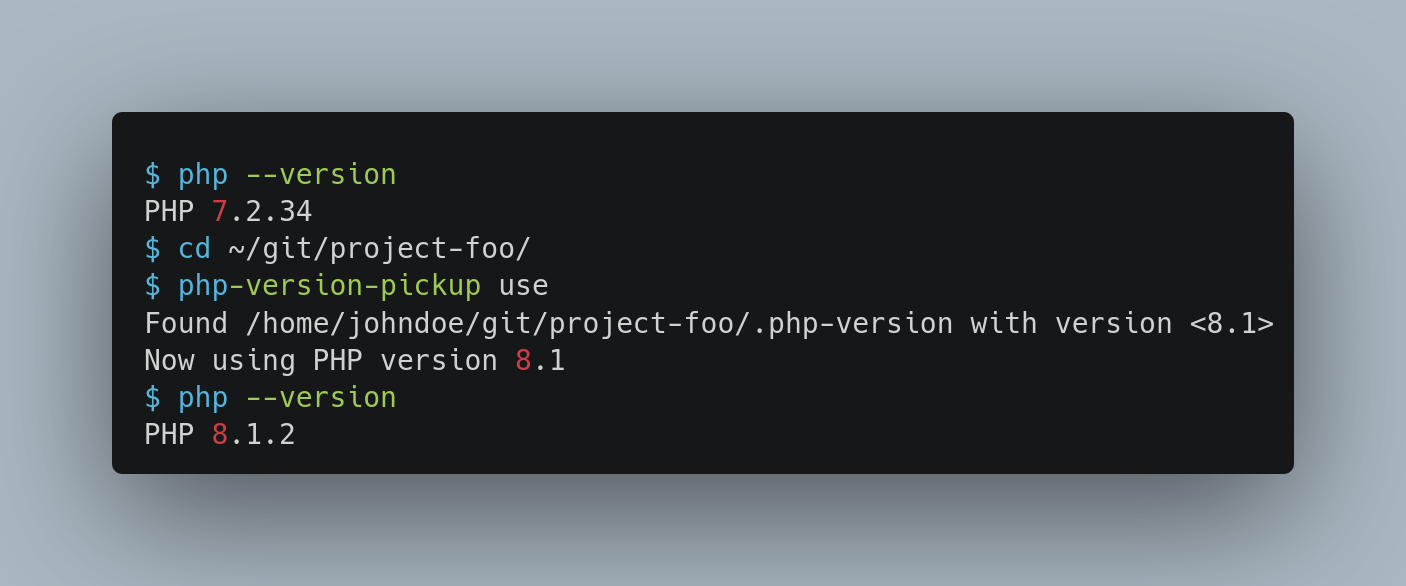 $ php --version
PHP 7.2.34
$ cd ~/git/project-foo/
$ php-version-pickup use
Found /home/johndoe/git/project-foo/.php-version with version <8.1>
Now using PHP version 8.1
$ php --version
PHP 8.1.2